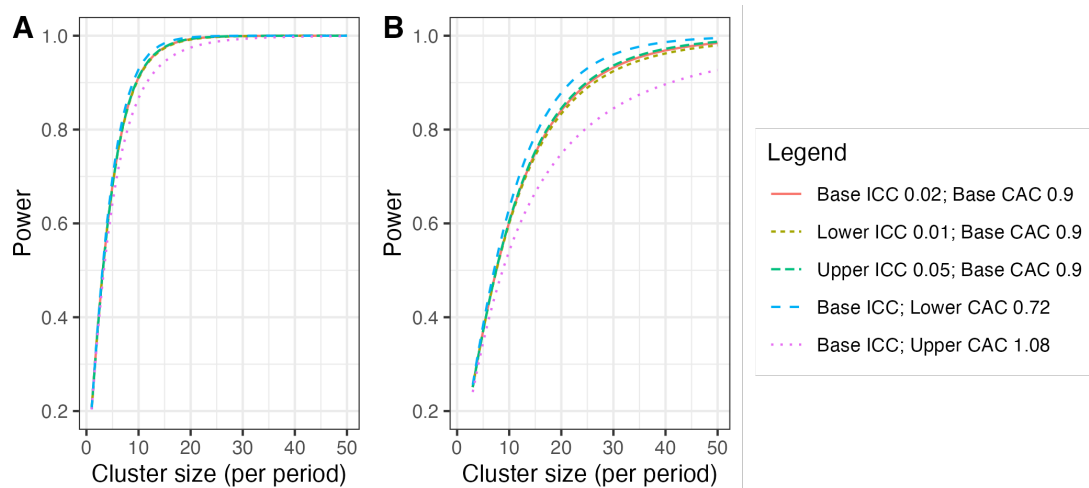 A
Power
1.0
0.8
0.6
0.4
0.2
0 10 20 30 40 50
Cluster size (per period)
B
Power
1.0
0.8
0.6
0.4
0.2
0 10 20 30 40 50
Cluster size (per period)
Legend
Base ICC 0.02; Base CAC 0.9
Lower ICC 0.01; Base CAC 0.9
Upper ICC 0.05; Base CAC 0.9
Base ICC; Lower CAC 0.72
Base ICC; Upper CAC 1.08